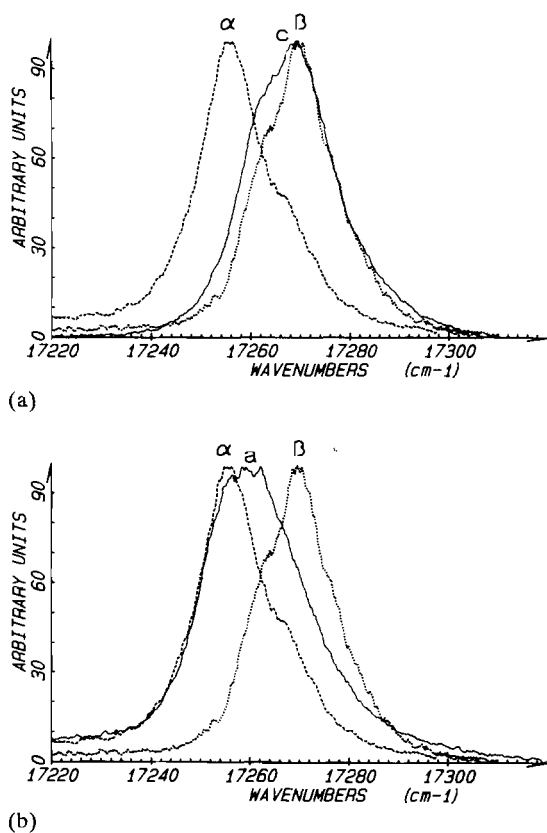 α c β
ARBITRARY UNITS
90
60
30
0
17220 17240 17260 17280 17300
WAVENUMBERS (cm-1)
(a)
α a β
ARBITRARY UNITS
90
60
30
0
17220 17240 17260 17280 17300
WAVENUMBERS (cm-1)
(b)